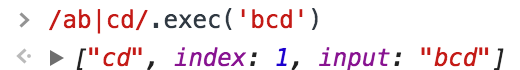 > /ab|cd/.exec('bcd')
<· ▶ ["cd", index: 1, input: "bcd"]